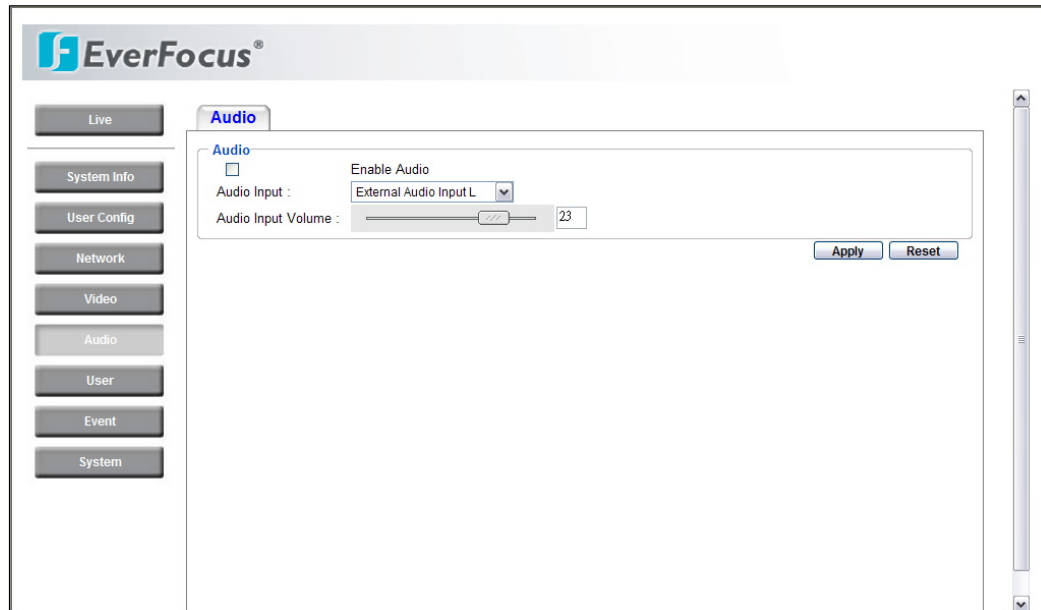 EverFocus®
Live
System Info
User Config
Network
Video
Audio
User
Event
System
Audio
Audio
Enable Audio
Audio Input : External Audio Input L
Audio Input Volume : 23
Apply Reset